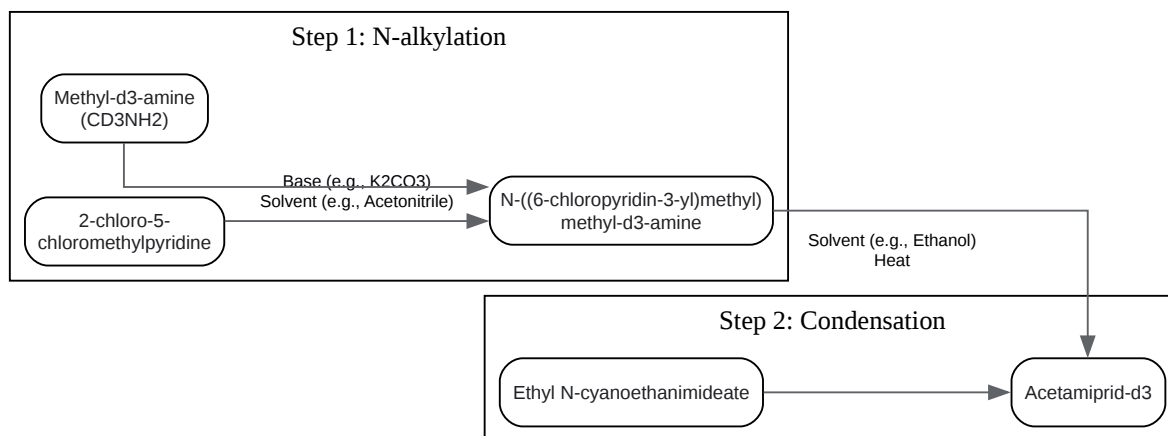 Step 1: N-alkylation
Methyl-d3-amine
(CD3NH2)
Base (e.g., K2CO3)
Solvent (e.g., Acetonitrile)
2-chloro-5-
chloromethylpyridine
N-((6-chloropyridin-3-yl)methyl)
methyl-d3-amine
Solvent (e.g., Ethanol)
Heat
Step 2: Condensation
Ethyl N-cyanoethanimideate
Acetamiprid-d3